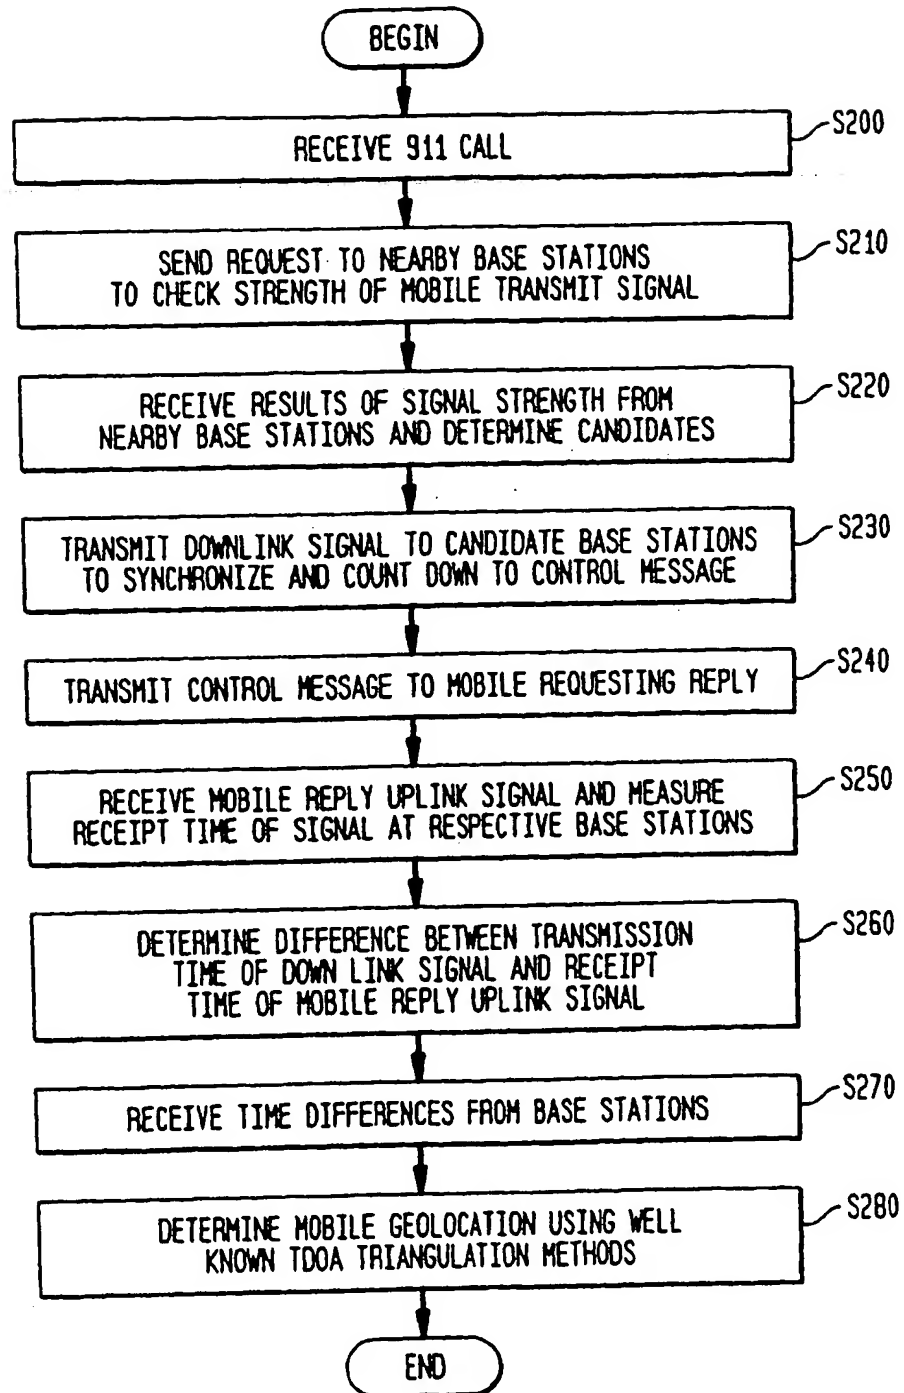 BEGIN
RECEIVE 911 CALL
S200
SEND REQUEST TO NEARBY BASE STATIONS
TO CHECK STRENGTH OF MOBILE TRANSMIT SIGNAL
S210
RECEIVE RESULTS OF SIGNAL STRENGTH FROM
NEARBY BASE STATIONS AND DETERMINE CANDIDATES
S220
TRANSMIT DOWNLINK SIGNAL TO CANDIDATE BASE STATIONS
TO SYNCHRONIZE AND COUNT DOWN TO CONTROL MESSAGE
S230
TRANSMIT CONTROL MESSAGE TO MOBILE REQUESTING REPLY
S240
RECEIVE MOBILE REPLY UPLINK SIGNAL AND MEASURE
RECEIPT TIME OF SIGNAL AT RESPECTIVE BASE STATIONS
S250
DETERMINE DIFFERENCE BETWEEN TRANSMISSION
TIME OF DOWN LINK SIGNAL AND RECEIPT
TIME OF MOBILE REPLY UPLINK SIGNAL
S260
RECEIVE TIME DIFFERENCES FROM BASE STATIONS
S270
DETERMINE MOBILE GEOLOCATION USING WELL
KNOWN TDOA TRIANGULATION METHODS
S280
END